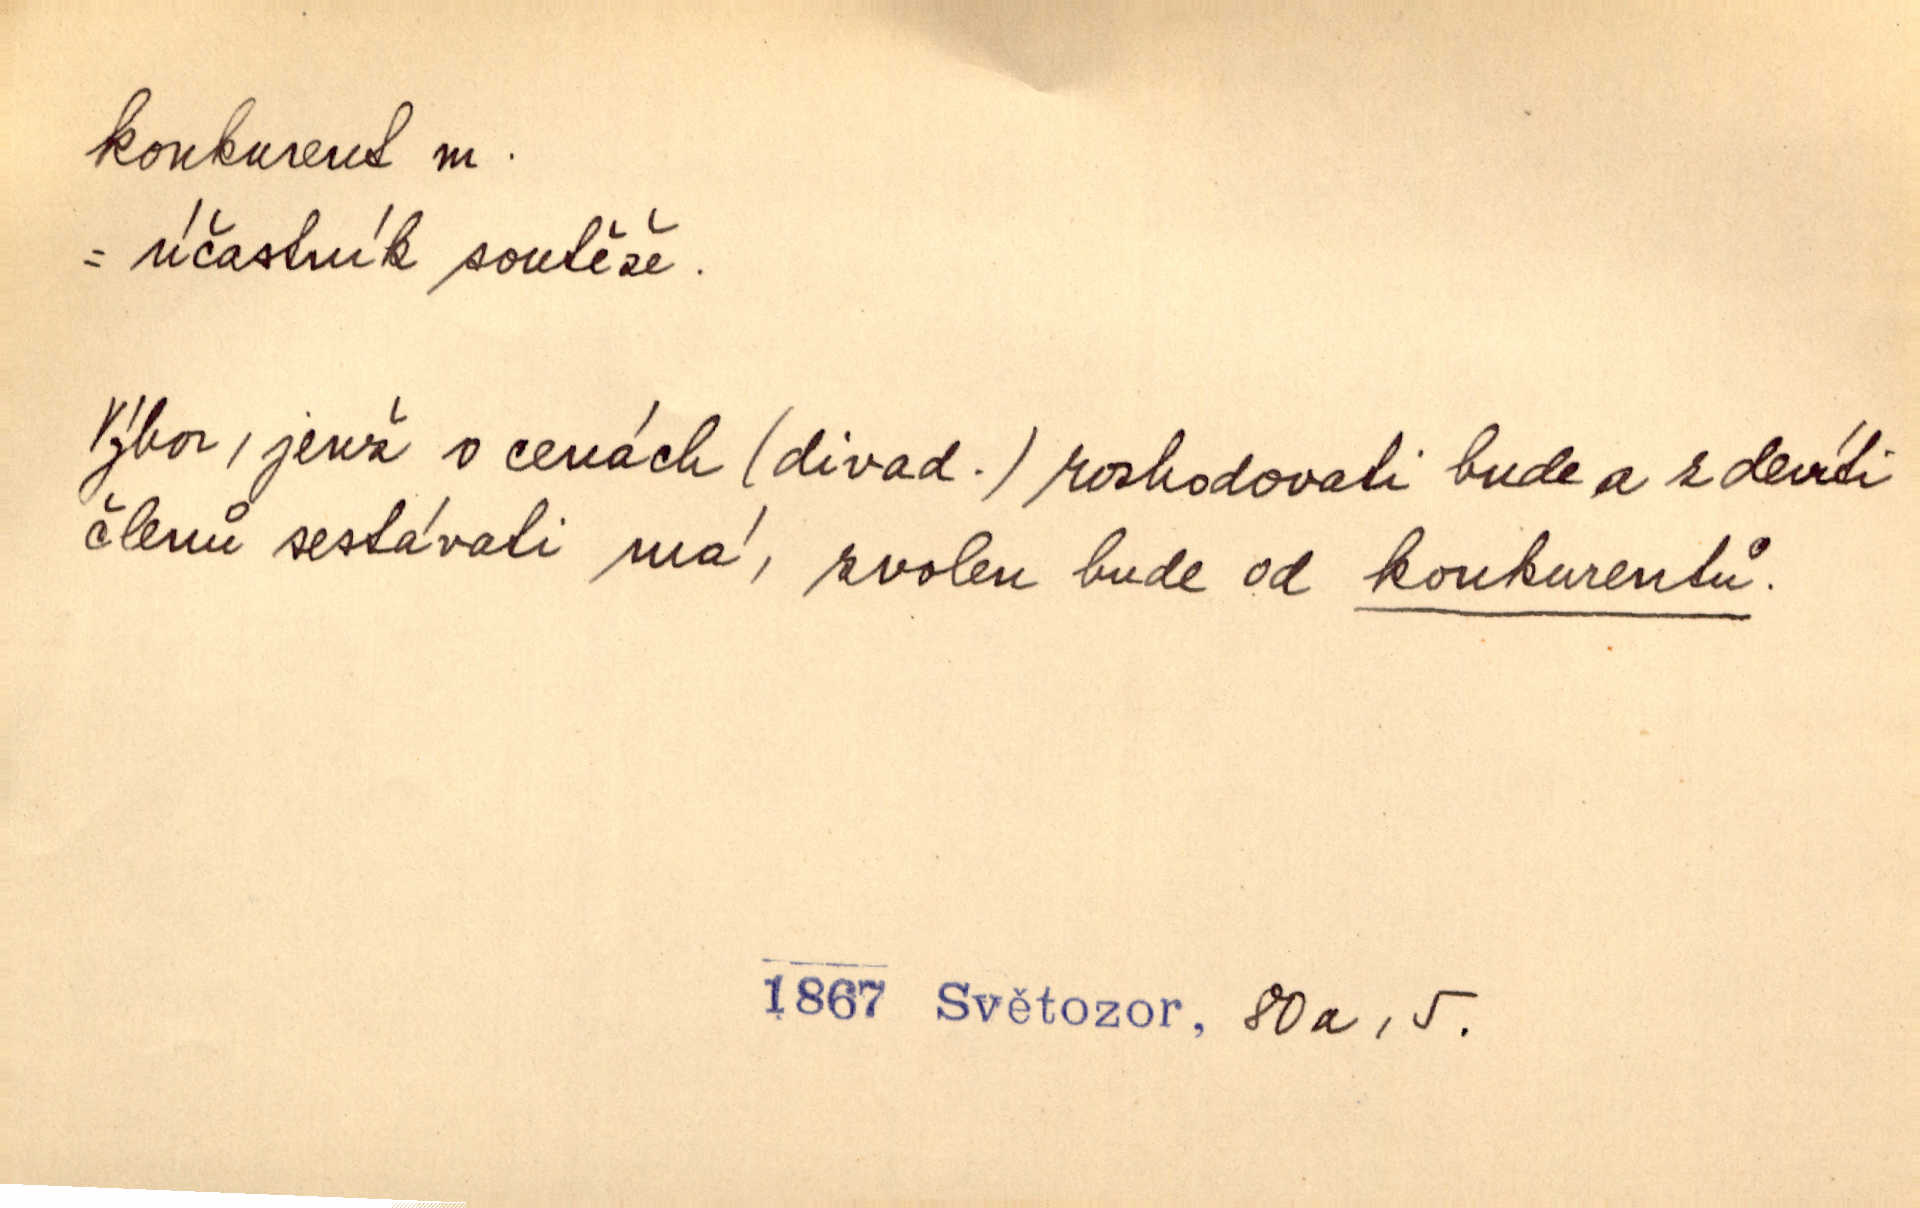 konkurent m.
= účastník soutěže.
Výbor, jenž o cenách (divad.) rozhodovati bude a z devíti
členů sestávati má, zvolen bude od konkurentů.
1867 Světozor, 80a, 5.